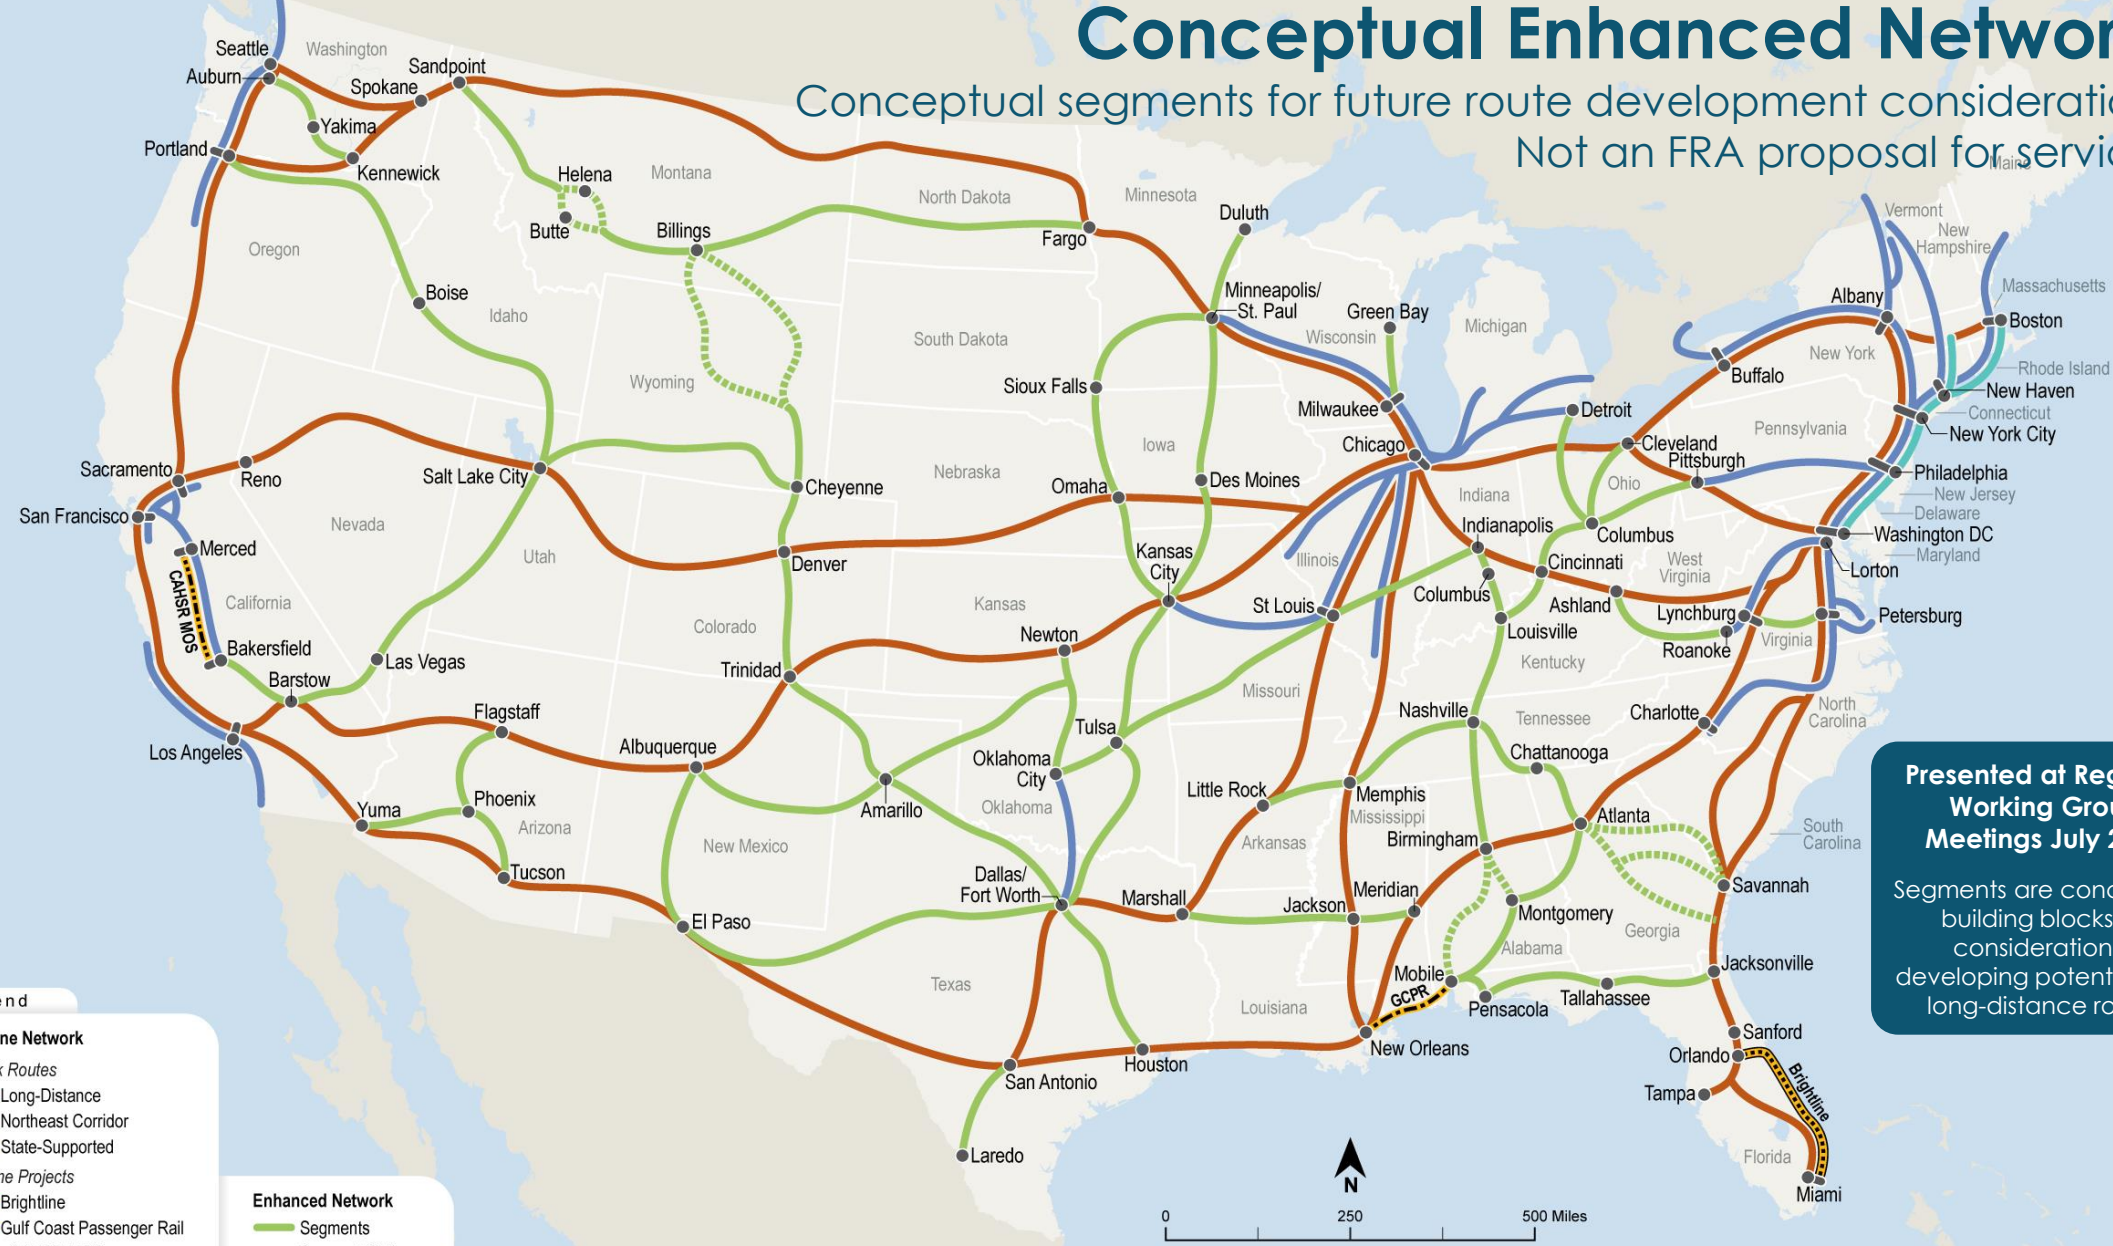 Conceptual Enhanced Networ
Conceptual segments for future route development consideratio
Not an FRA proposal for servic
Seattle
Washington
Auburn
Spokane
Sandpoint
Yakima
Portland
Kennewick
Helena
Montana
Butte
Billings
North Dakota
Fargo
Minnesota
Duluth
Maine
Vermont
New
Hampshire
Massachusetts
Oregon
Boise
Idaho
Minneapolis/
St. Paul
Green Bay
Wisconsin
Michigan
Albany
Boston
South Dakota
New York
Rhode Island
Wyoming
Sioux Falls
Buffalo
New Haven
Connecticut
Milwaukee
Detroit
New York City
Pennsylvania
Chicago
Cleveland
Pittsburgh
Iowa
Sacramento
Reno
Salt Lake City
Cheyenne
Nebraska
Omaha
Des Moines
Philadelphia
New Jersey
Delaware
Indiana
Ohio
San Francisco
Nevada
Indianapolis
Columbus
Washington DC
Maryland
Merced
Utah
Denver
Kansas
City
Illinois
Cincinnati
West
Virginia
Lorton
CAHSR MOS
California
Colorado
Kansas
St Louis
Columbus
Ashland
Lynchburg
Petersburg
Newton
Louisville
Virginia
Bakersfield
Las Vegas
Trinidad
Kentucky
Roanoke
Barstow
Missouri
Flagstaff
Nashville
Tennessee
Charlotte
North
Carolina
Los Angeles
Albuquerque
Tulsa
Chattanooga
Oklahoma
City
Phoenix
Yuma
Arizona
Amarillo
Oklahoma
Little Rock
Memphis
Mississippi
Atlanta
South
Carolina
New Mexico
Arkansas
Birmingham
Tucson
Dallas/
Fort Worth
Marshall
Jackson
Meridian
Savannah
El Paso
Montgomery
Georgia
Alabama
Texas
Louisiana
Mobile
GCPR
Pensacola
Tallahassee
Jacksonville
New Orleans
Houston
San Antonio
Sanford
Orlando
Tampa
Brightline
Laredo
Florida
Miami
Presented at Reg
Working Grou
Meetings July 2
Segments are conc
building blocks
consideration
developing potent
long-distance ro
N
0 250 500 Miles
end
ne Network
k Routes
Long-Distance
Northeast Corridor
State-Supported
ne Projects
Brightline
Gulf Coast Passenger Rail
Enhanced Network
Segments